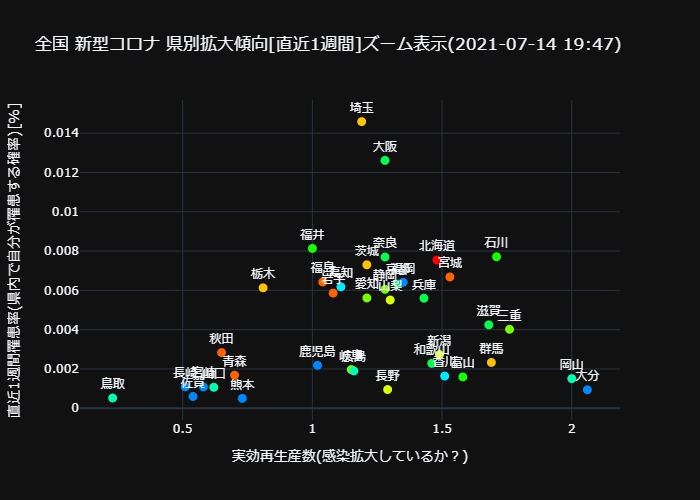 全国 新型コロナ 県別拡大傾向[直近1週間]ズーム表示(2021-07-14 19:47)
直近1週間罹患率(県内で自分が罹患する確率)[%]
0.014
0.012
0.01
0.008
0.006
0.004
0.002
0
埼玉
大阪
福井
奈良
北海道
石川
茨城
宮城
福島
高知
栃木
静岡
愛知
兵庫
滋賀
三重
秋田
新潟
鹿児島
和歌山
群馬
青森
富山
岡山
大分
鳥取
佐賀
熊本
長野
0.5
1
1.5
2
実効再生産数(感染拡大しているか？)